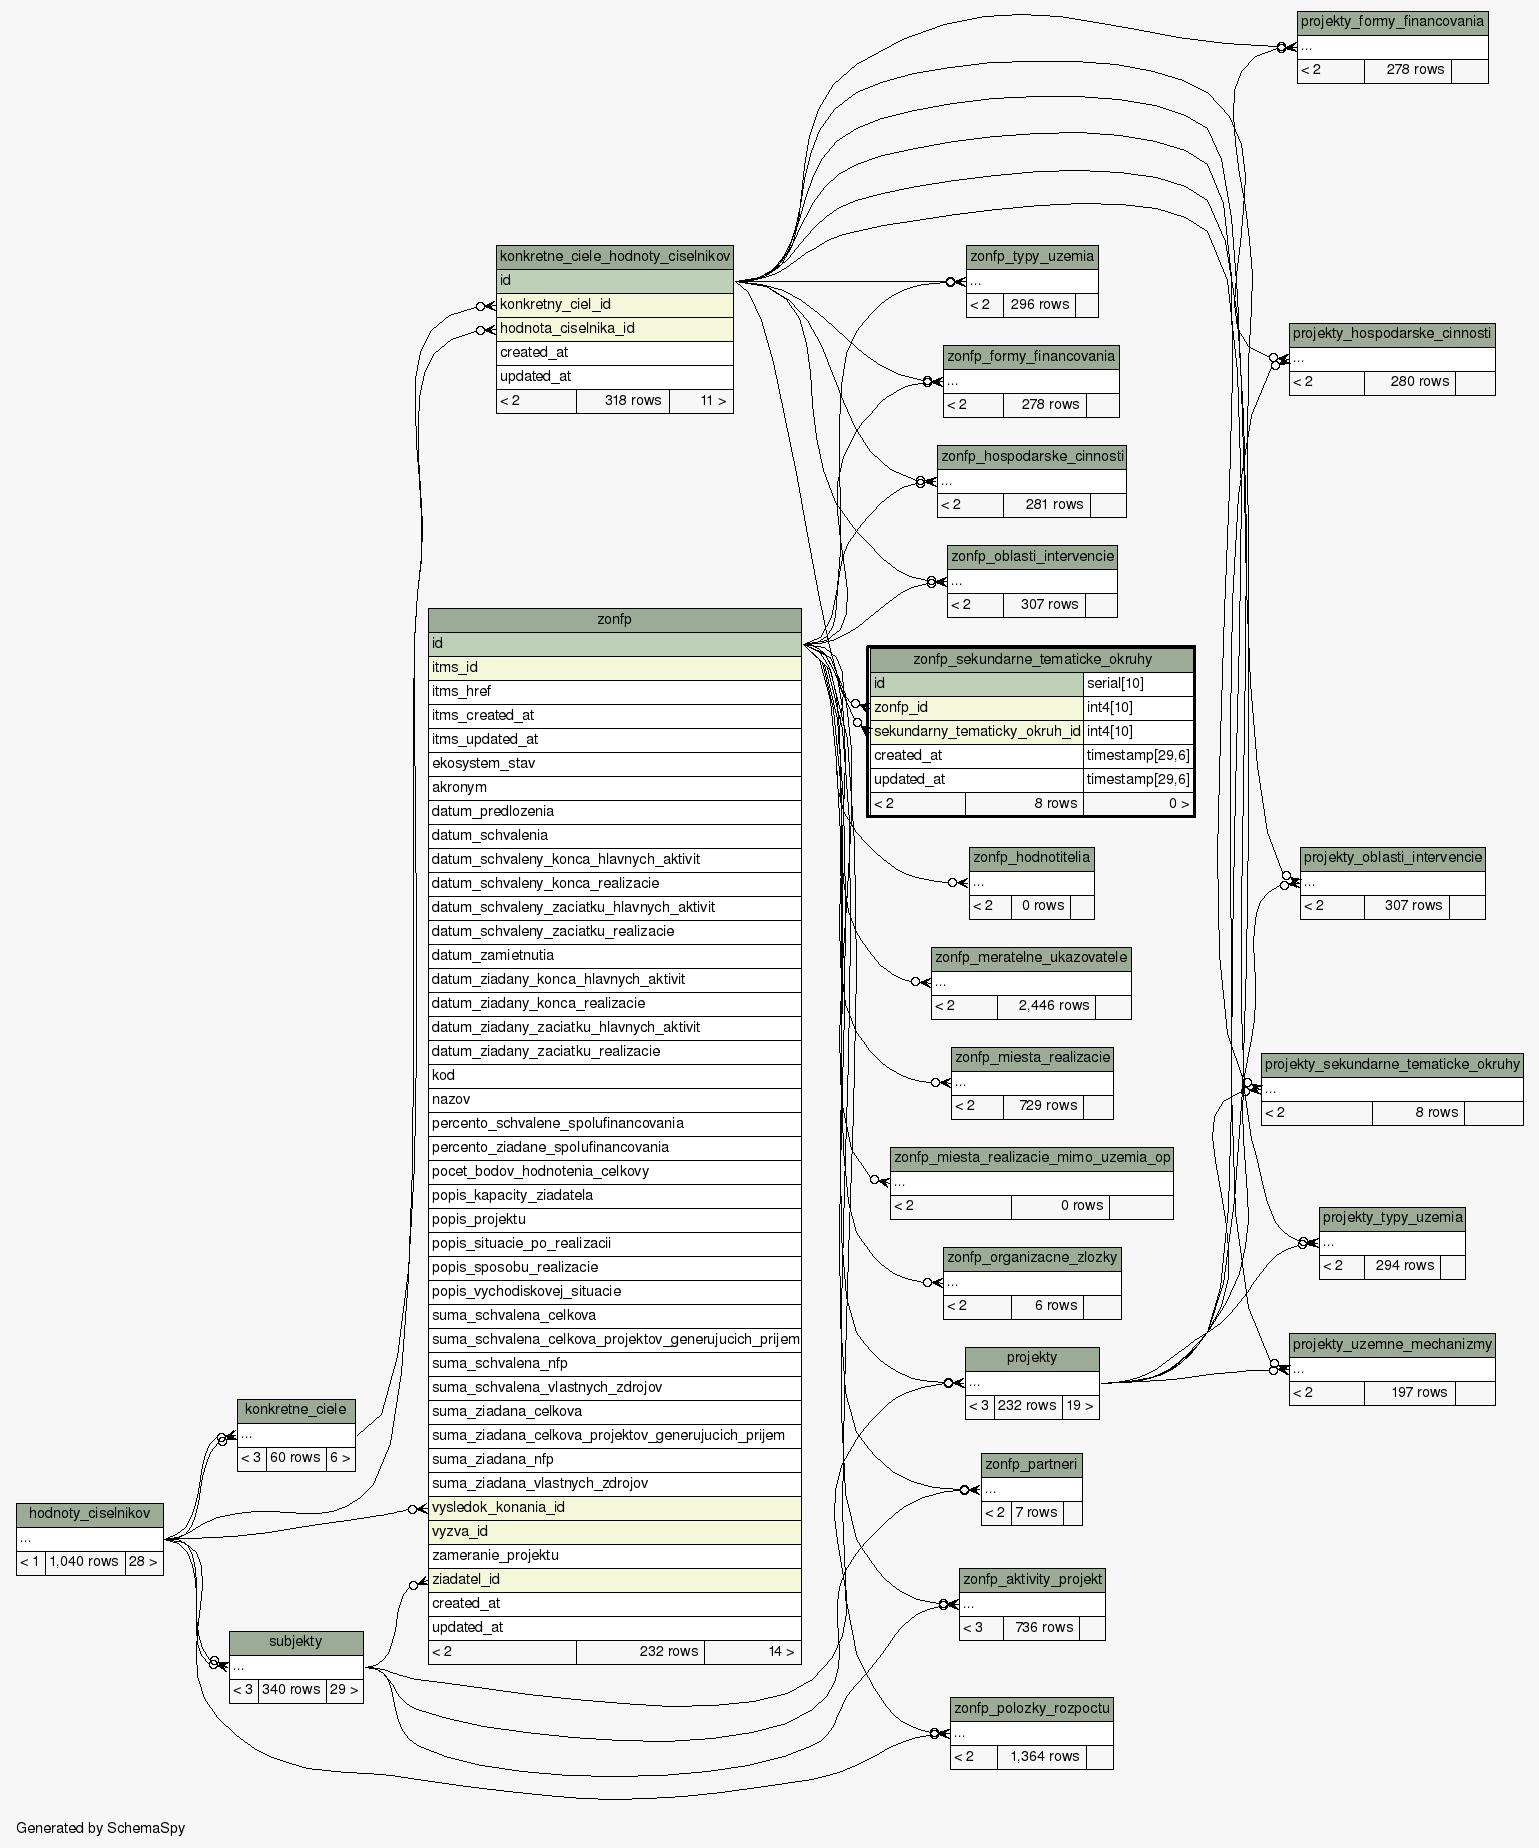 projekty_formy_financovania
...
< 2 278 rows
konkretne_ciele_hodnoty_ciselnikov
id
konkretny_ciel_id
hodnota_ciselnika_id
created_at
updated_at
< 2 318 rows 11 >
zonfp_typy_uzemia
...
< 2 296 rows
projekty_hospodarske_cinnosti
...
< 2 280 rows
zonfp_formy_financovania
...
< 2 278 rows
zonfp_hospodarske_cinnosti
...
< 2 281 rows
zonfp_oblasti_intervencie
...
< 2 307 rows
zonfp
id
itms_id
itms_href
itms_created_at
itms_updated_at
ekosystem_stav
akronym
datum_predlozenia
datum_schvalenia
datum_schvaleny_konca_hlavnych_aktivit
datum_schvaleny_konca_realizacie
datum_schvaleny_zaciatku_hlavnych_aktivit
datum_schvaleny_zaciatku_realizacie
datum_zamietnutia
datum_ziadany_konca_hlavnych_aktivit
datum_ziadany_konca_realizacie
datum_ziadany_zaciatku_hlavnych_aktivit
datum_ziadany_zaciatku_realizacie
kod
nazov
percento_schvalene_spolufinancovania
percento_ziadane_spolufinancovania
pocet_bodov_hodnotenia_celkovy
popis_kapacity_ziadatela
popis_projektu
popis_situacie_po_realizacii
popis_sposobu_realizacie
popis_vychodiskovej_situacie
suma_schvalena_celkova
suma_schvalena_celkova_projektov_generujucich_prijem
suma_schvalena_nfp
suma_schvalena_vlastnych_zdrojov
suma_ziadana_celkova
suma_ziadana_celkova_projektov_generujucich_prijem
suma_ziadana_nfp
suma_ziadana_vlastnych_zdrojov
vysledok_konania_id
vyzva_id
zameranie_projektu
ziadatel_id
created_at
updated_at
< 2 232 rows 14 >
zonfp_sekundarne_tematicke_okruhy
id serial[10]
zonfp_id int4[10]
sekundarny_tematicky_okruh_id int4[10]
created_at timestamp[29,6]
updated_at timestamp[29,6]
< 2 8 rows 0 >
zonfp_hodnotitelia
...
< 2 0 rows
projekty_oblasti_intervencie
...
< 2 307 rows
zonfp_meratelne_ukazovatele
...
< 2 2,446 rows
zonfp_miesta_realizacie
...
< 2 729 rows
projekty_sekundarne_tematicke_okruhy
...
< 2 8 rows
zonfp_miesta_realizacie_mimo_uzemia_op
...
< 2 0 rows
projekty_typy_uzemia
...
< 2 294 rows
zonfp_organizacne_zlozky
...
< 2 6 rows
projekty_uzemne_mechanizmy
...
< 2 197 rows
projekty
...
< 3 232 rows 19 >
konkretne_ciele
...
< 3 60 rows 6 >
zonfp_partneri
...
< 2 7 rows
hodnoty_ciselnikov
...
< 1 1,040 rows 28 >
zonfp_aktivity_projekt
...
< 3 736 rows
subjekty
...
< 3 340 rows 29 >
zonfp_polozky_rozpoctu
...
< 2 1,364 rows
Generated by SchemaSpy